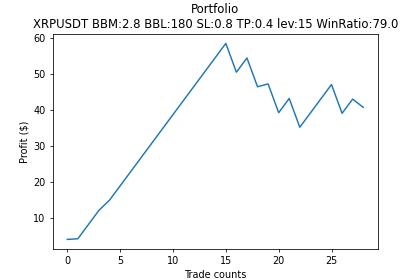 Portfolio
XRPUSDT BBM:2.8 BBL:180 SL:0.8 TP:0.4 lev:15 WinRatio:79.0
Profit ($)
60
50
40
30
20
10
0 5 10 15 20 25
Trade counts